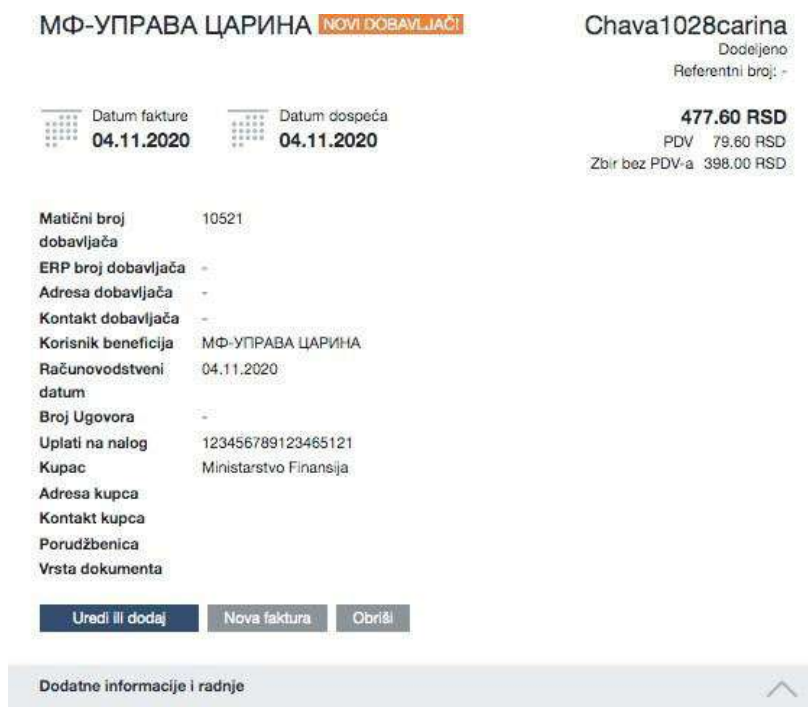 МФ-УПРАВА ЦАРИНА NOVI DOBAVLJAČI
Chava1028carina
Dodeljeno
Referentni broj: -
Datum fakture
04.11.2020
Datum dospeća
04.11.2020
477.60 RSD
PDV 79.60 RSD
Zbir bez PDV-a 398.00 RSD
Matični broj
dobavljača
10521
ERP broj dobavljača -
Adresa dobavljača -
Kontakt dobavljača -
Korisnik beneficija МФ-УПРАВА ЦАРИНА
Računovodstveni
datum
04.11.2020
Broj Ugovora -
Uplati na nalog 123456789123465121
Kupac Ministarstvo Finansija
Adresa kupca
Kontakt kupca
Porudžbenica
Vrsta dokumenta
Uredi ili dodaj Nova faktura Obriši
Dodatne informacije i radnje